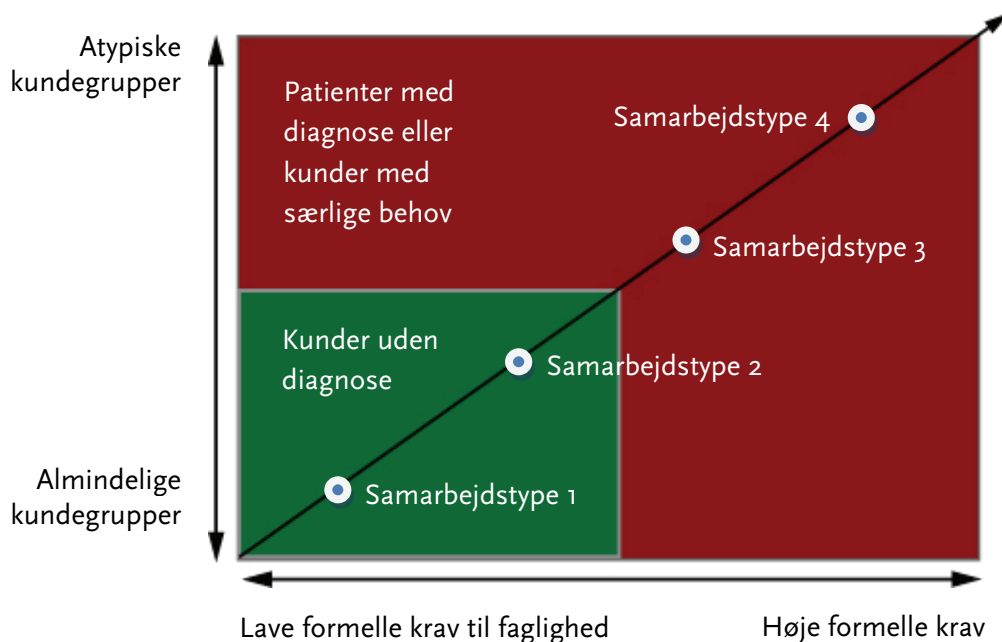 Atypiske
kundegrupper
Patienter med
diagnose eller
kunder med
særlige behov
Samarbejdstype 4
Samarbejdstype 3
Kunder uden
diagnose
Samarbejdstype 2
Almindelige
kundegrupper
Samarbejdstype 1
Lave formelle krav til faglighed
Høje formelle krav